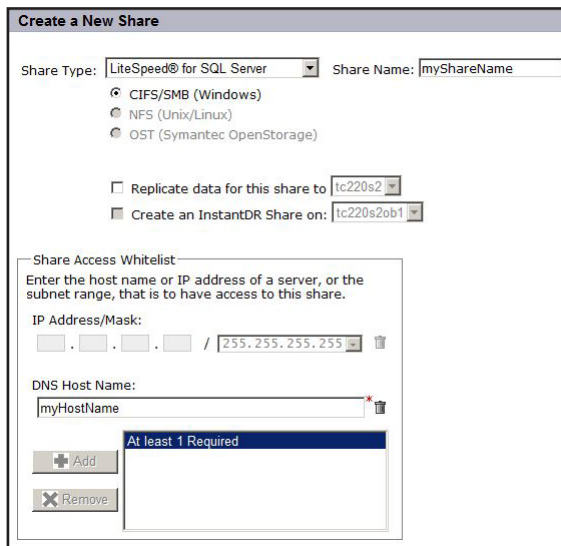 Create a New Share
Share Type: LiteSpeed® for SQL Server Share Name: myShareName
CIFS/SMB (Windows)
NFS (Unix/Linux)
OST (Symantec OpenStorage)
Replicate data for this share to tc220s2
Create an InstantDR Share on: tc220s2ob1
Share Access Whitelist
Enter the host name or IP address of a server, or the
subnet range, that is to have access to this share.
IP Address/Mask:
. . . / 255.255.255.255
DNS Host Name:
myHostName *
At least 1 Required
Add
Remove